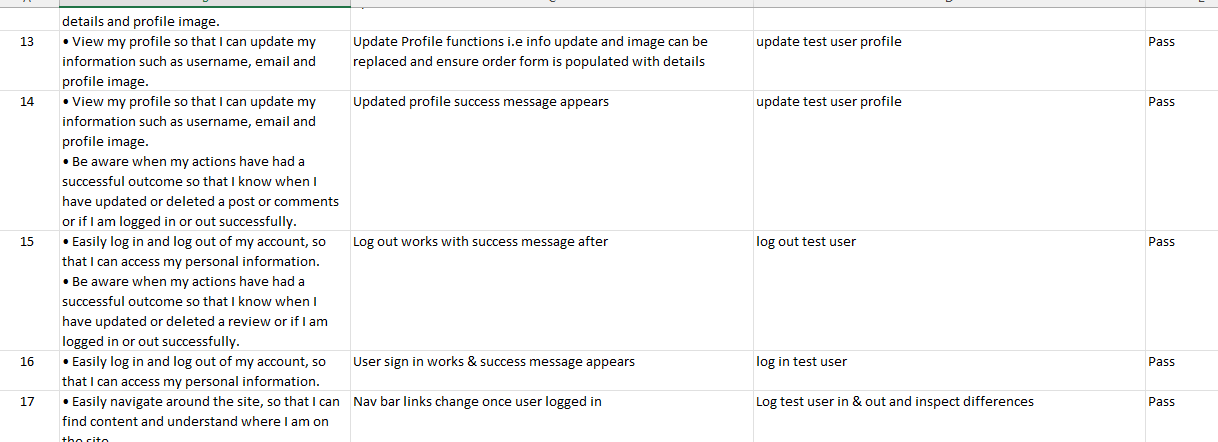 details and profile image.
13
• View my profile so that I can update my
information such as username, email and
profile image.
Update Profile functions i.e info update and image can be
replaced and ensure order form is populated with details
update test user profile
Pass
14
• View my profile so that I can update my
information such as username, email and
profile image.
• Be aware when my actions have had a
successful outcome so that I know when I
have updated or deleted a post or comments
or if I am logged in or out successfully.
Updated profile success message appears
update test user profile
Pass
15
• Easily log in and log out of my account, so
that I can access my personal information.
• Be aware when my actions have had a
successful outcome so that I know when I
have updated or deleted a review or if I am
logged in or out successfully.
Log out works with success message after
log out test user
Pass
16
• Easily log in and log out of my account, so
that I can access my personal information.
User sign in works & success message appears
log in test user
Pass
17
• Easily navigate around the site, so that I can
find content and understand where I am on
the site.
Nav bar links change once user logged in
Log test user in & out and inspect differences
Pass